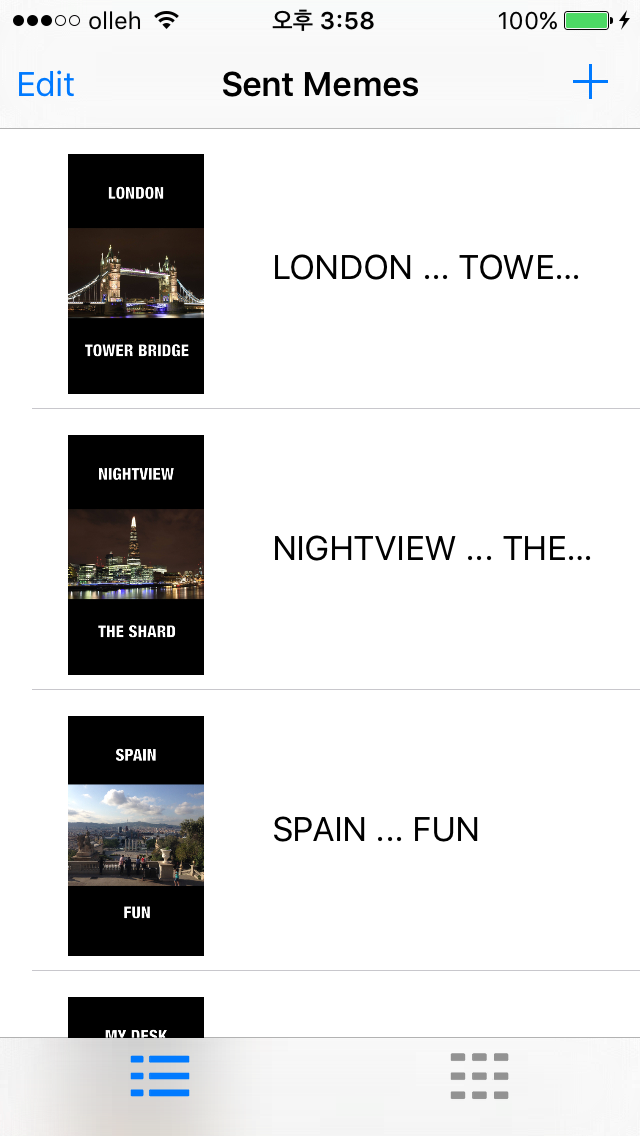 olleh 오후 3:58 100%
Edit Sent Memes
LONDON
TOWER BRIDGE
LONDON ... TOWE...
NIGHTVIEW
THE SHARD
NIGHTVIEW ... THE...
SPAIN
FUN
SPAIN ... FUN
MY DESK